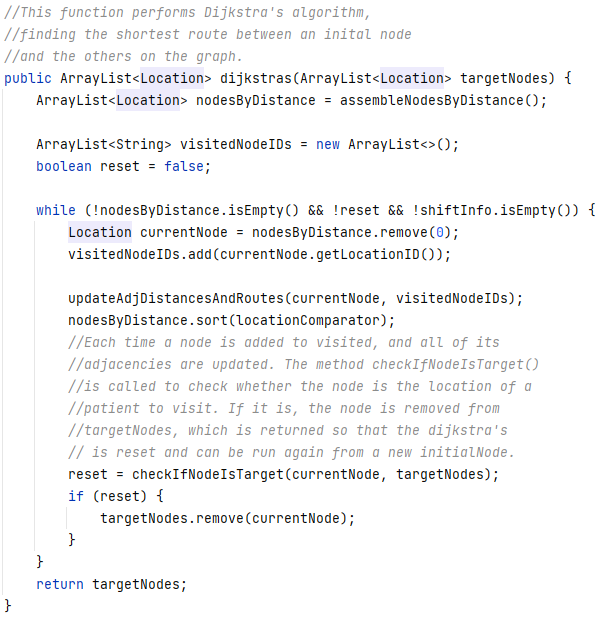 //This function performs Dijkstra's algorithm,
//finding the shortest route between an inital node
//and the others on the graph.
public ArrayList<Location> dijkstras(ArrayList<Location> targetNodes) {
    ArrayList<Location> nodesByDistance = assembleNodesByDistance();

    ArrayList<String> visitedNodeIDs = new ArrayList<>();
    boolean reset = false;

    while (!nodesByDistance.isEmpty() && !reset && !shiftInfo.isEmpty()) {
        Location currentNode = nodesByDistance.remove(0);
        visitedNodeIDs.add(currentNode.getLocationID());

        updateAdjDistancesAndRoutes(currentNode, visitedNodeIDs);
        nodesByDistance.sort(locationComparator);
        //Each time a node is added to visited, and all of its
        //adjacencies are updated. The method checkIfNodeIsTarget()
        //is called to check whether the node is the location of a
        //patient to visit. If it is, the node is removed from
        //targetNodes, which is returned so that the dijkstra's
        // is reset and can be run again from a new initialNode.
        reset = checkIfNodeIsTarget(currentNode, targetNodes);
        if (reset) {
            targetNodes.remove(currentNode);
        }
    }
    return targetNodes;
}